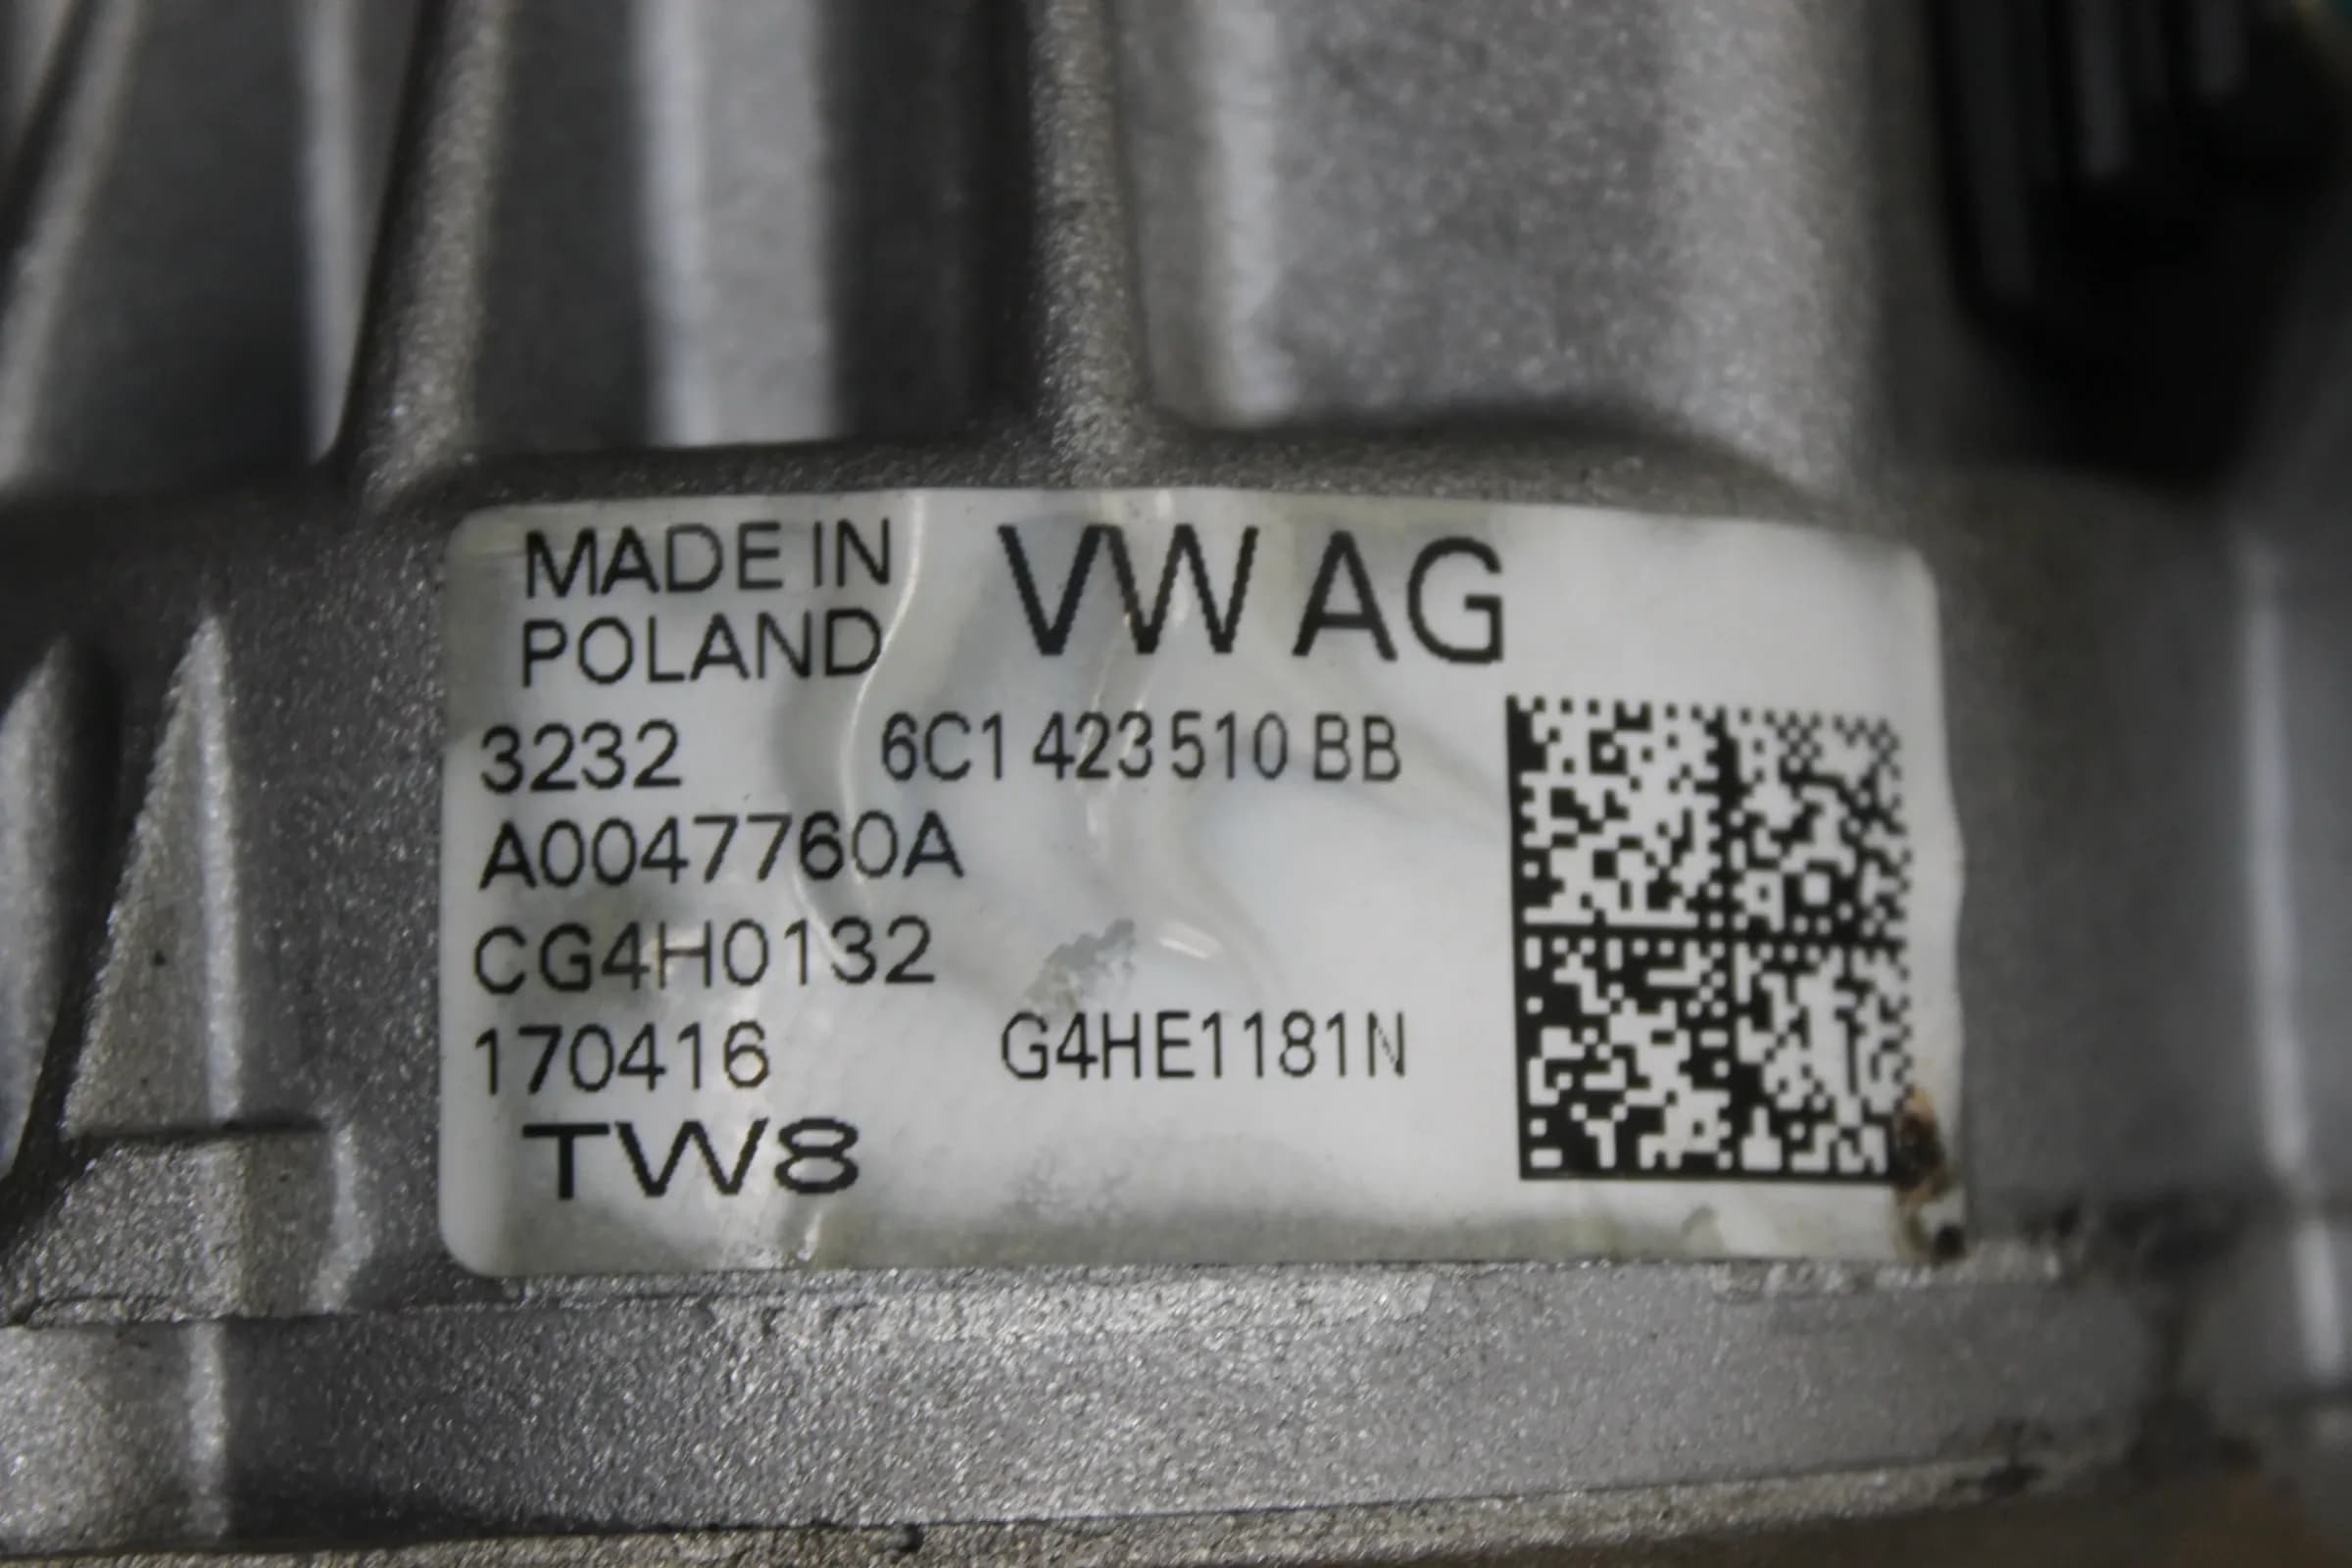 MADE IN VW AG
POLAND
3232 6C1 423 510 BB
A0047760A
CG4H0132
170416 G4HE1181N
TW8